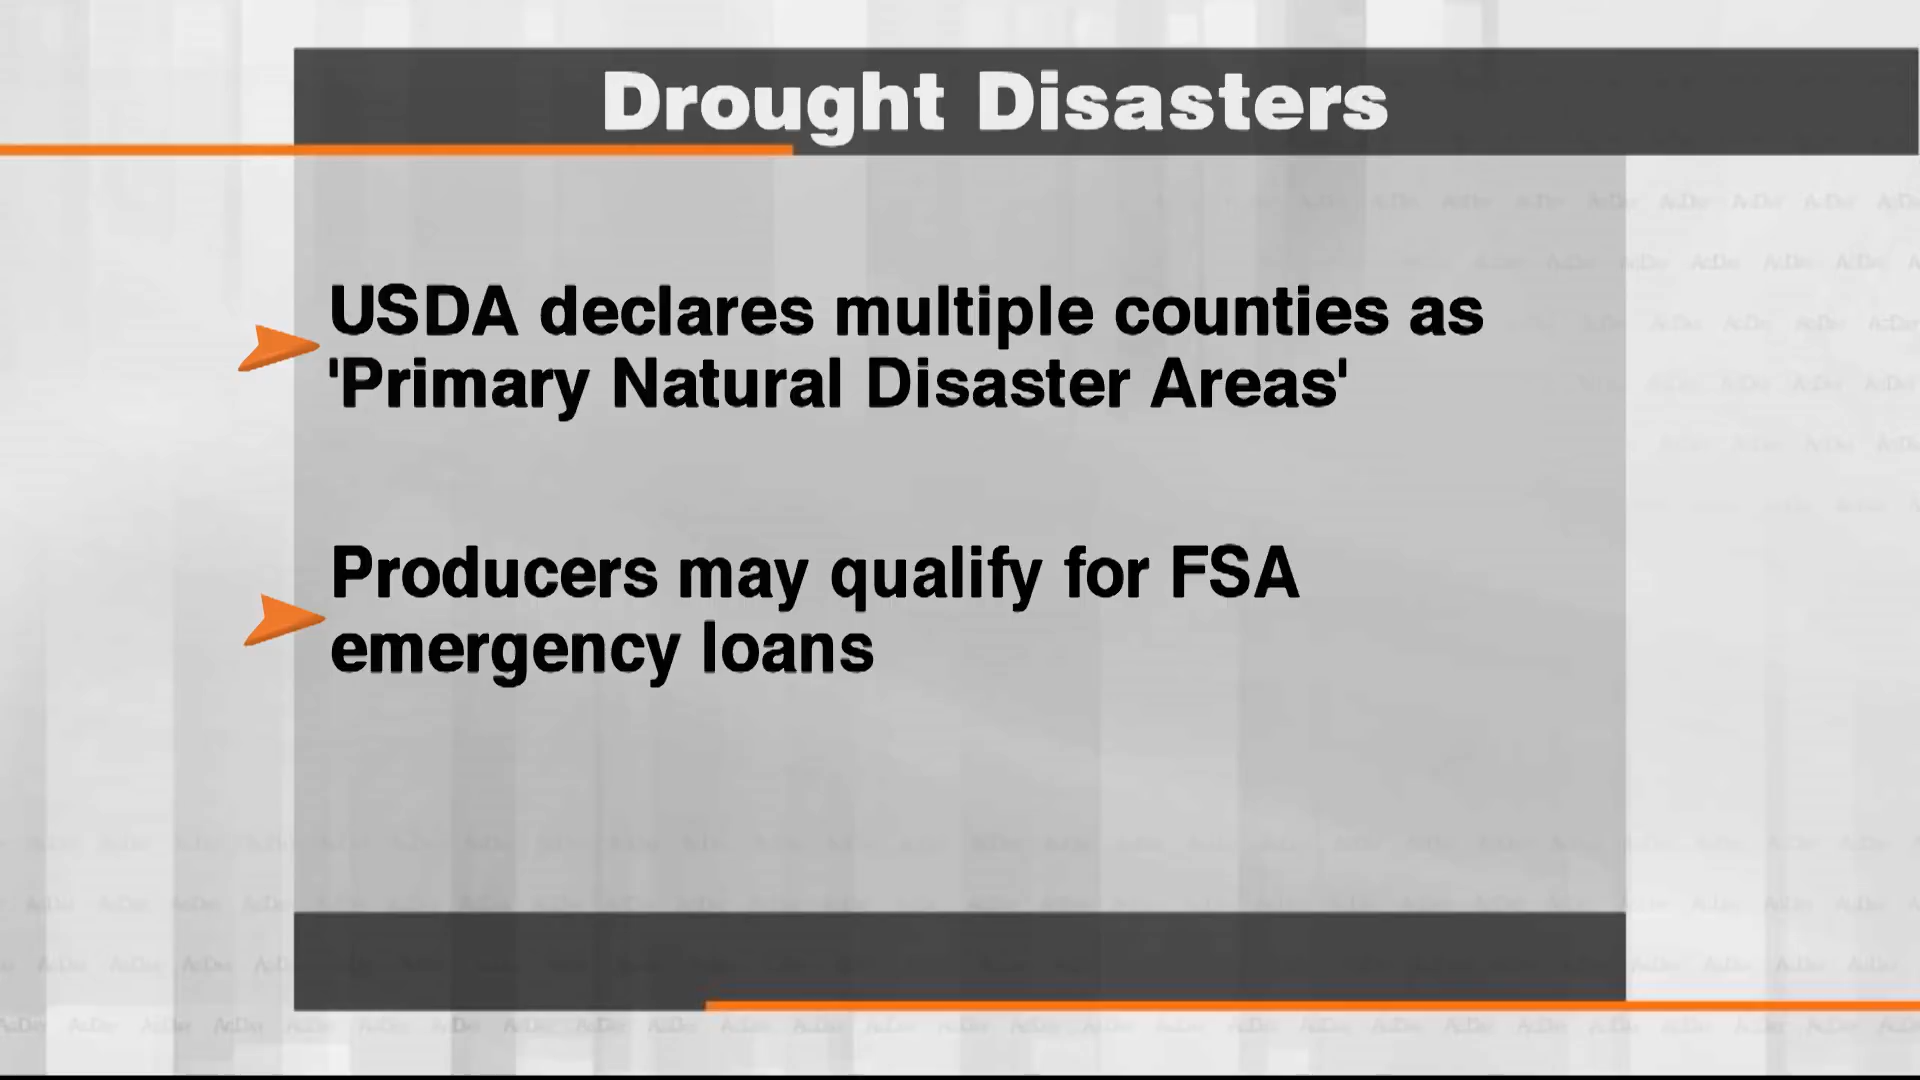 Drought Disasters
USDA declares multiple counties as
'Primary Natural Disaster Areas'
Producers may qualify for FSA
emergency loans